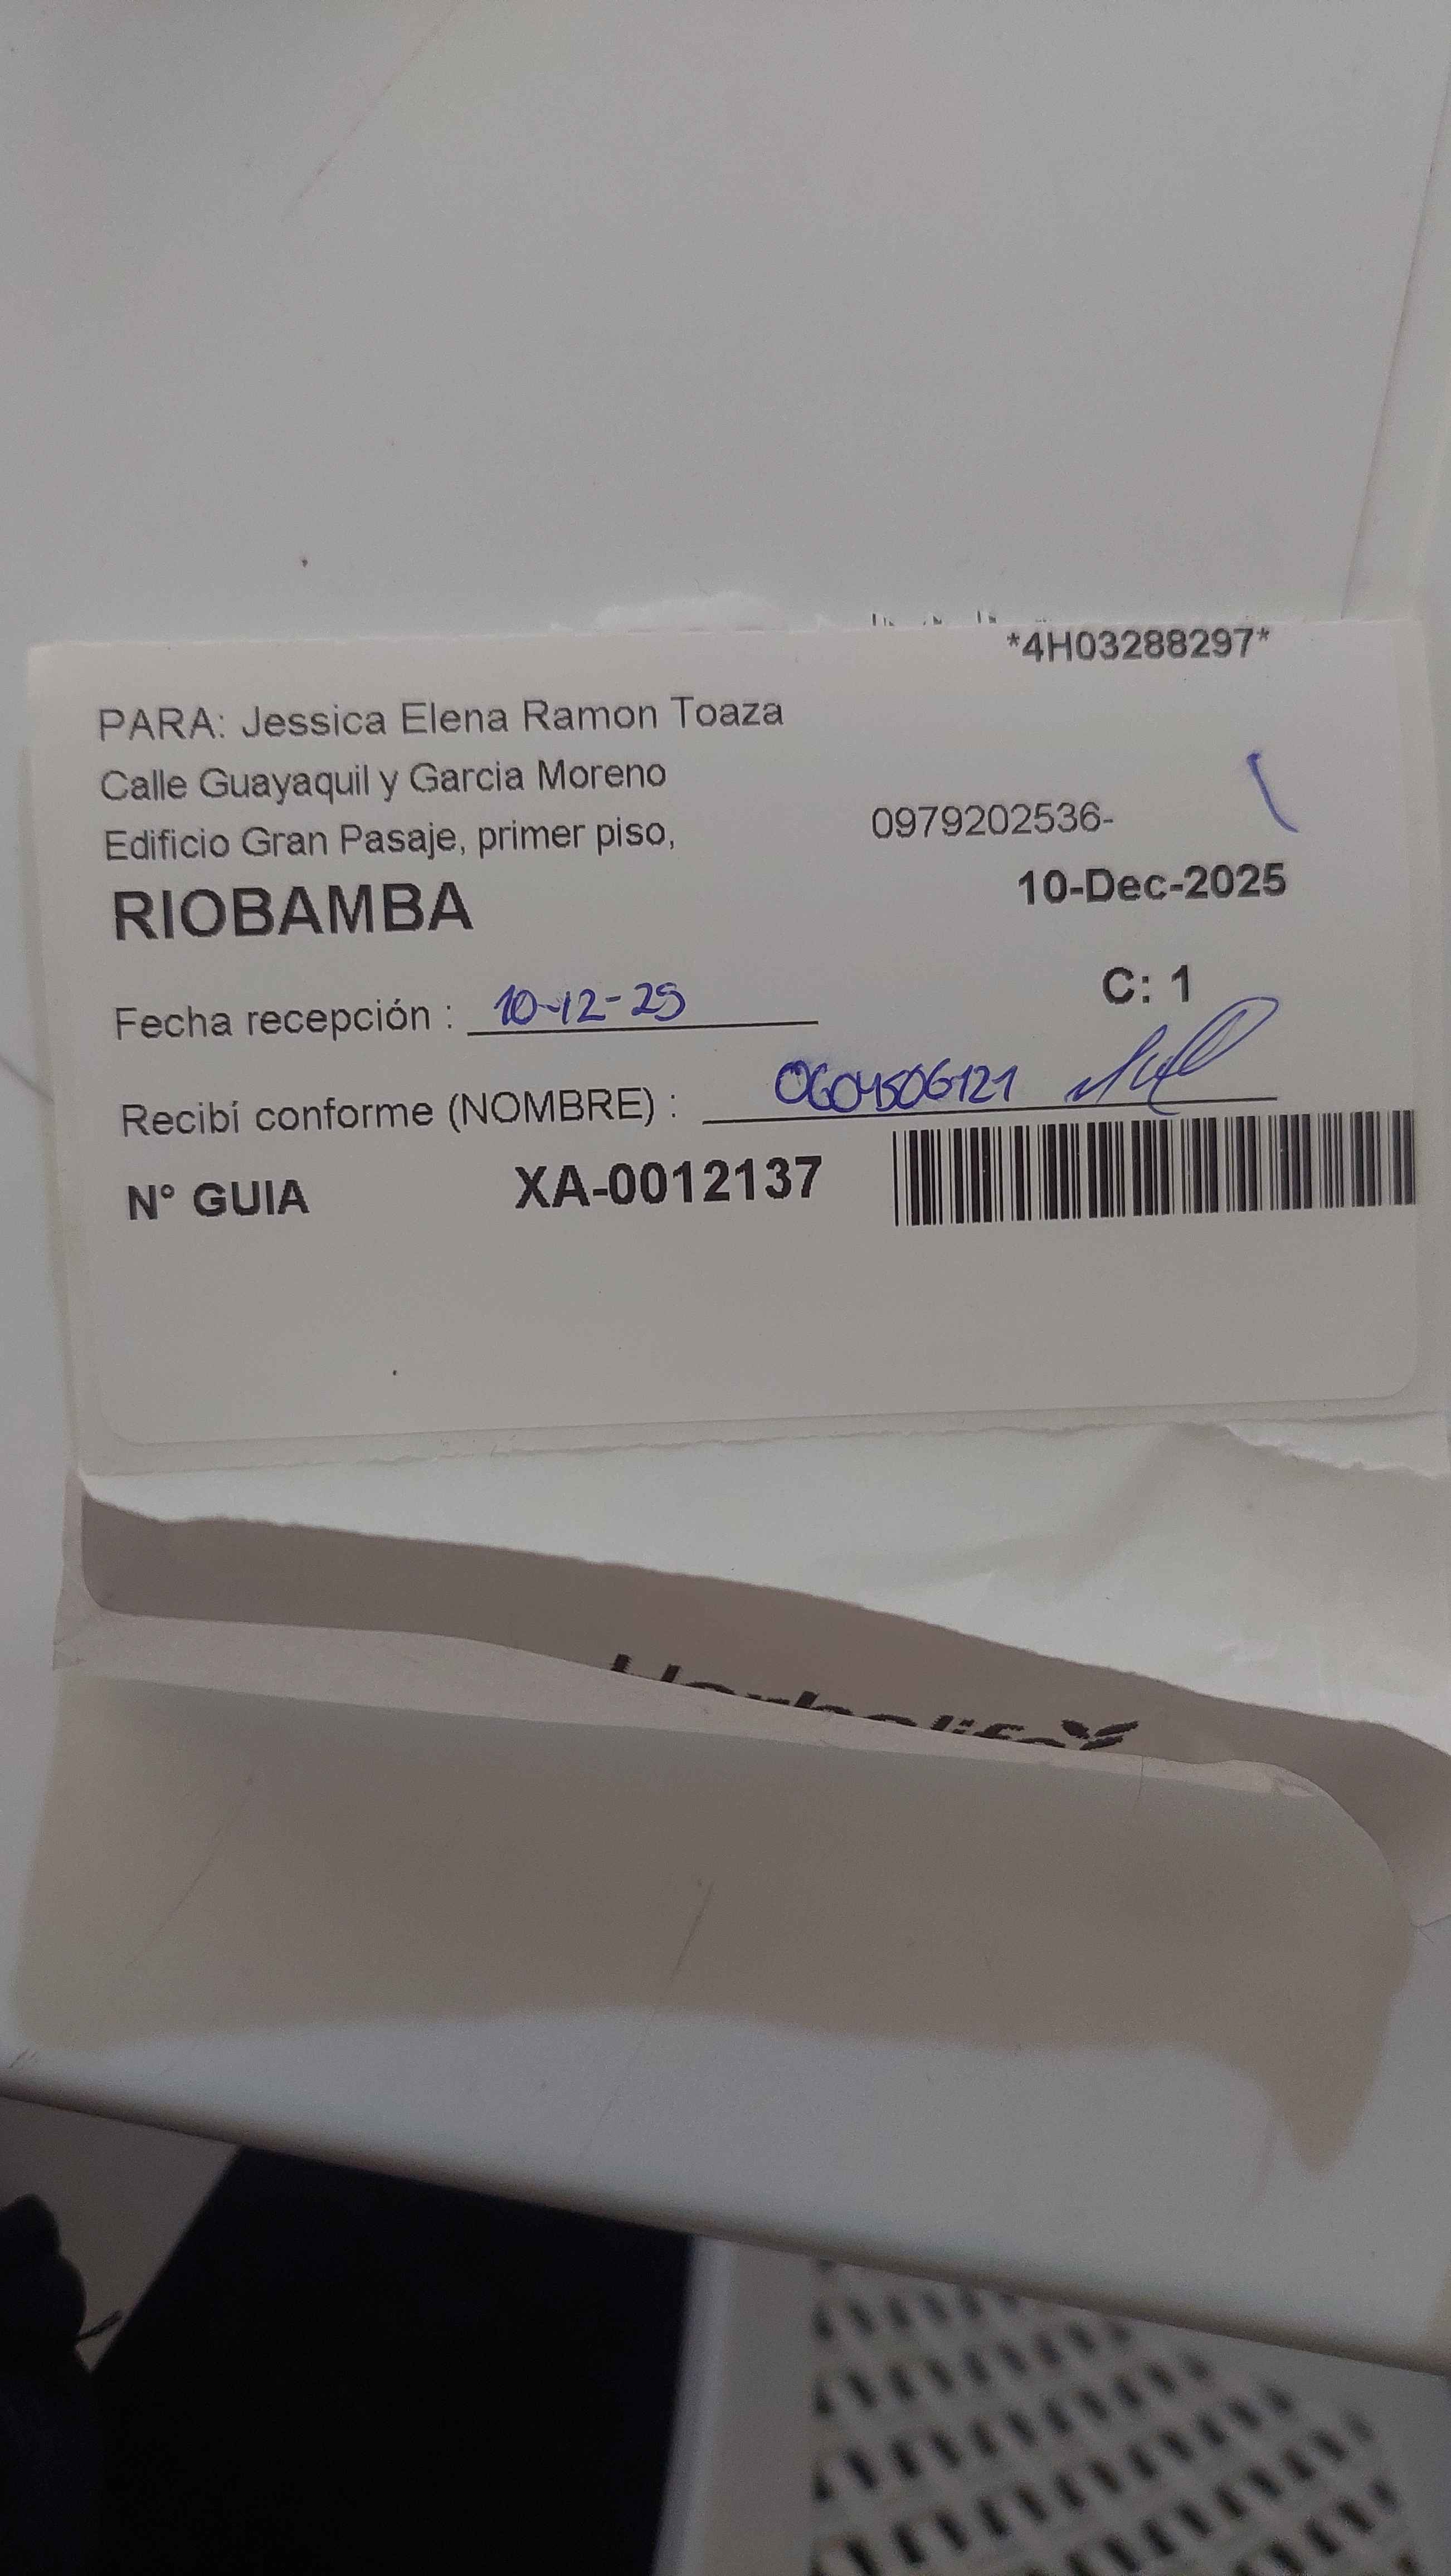 *4H03288297*
PARA: Jessica Elena Ramon Toaza
Calle Guayaquil y Garcia Moreno
Edificio Gran Pasaje, primer piso, 0979202536-
RIOBAMBA 10-Dec-2025
C: 1
Fecha recepción : 10-12-25
Recibí conforme (NOMBRE) : 0604506121
N° GUIA XA-0012137
Herbalife